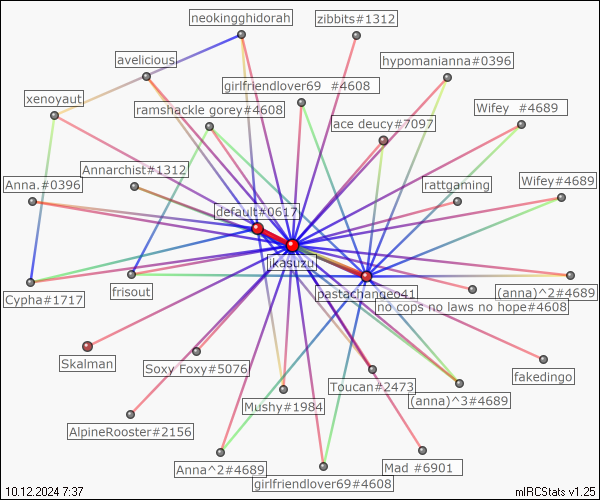 neokingghidorah
zibbits#1312
avelicious
hypomanianna#0396
girlfriendlover69 #4608
xenoyaut
ramshackle gorey#4608
Wifey #4689
ace deucy#7097
Annarchist#1312
Anna.#0396
rattgaming
Wifey#4689
default#0617
jkasuzu
pastachangeo41
Cypha#1717
frisout
(anna)^2#4689
no cops no laws no hope#4608
Skalman
Soxy Foxy#5076
fakedingo
Toucan#2473
(anna)^3#4689
Mushy#1984
AlpineRooster#2156
Anna^2#4689
Mad #6901
girlfriendlover69#4608
10.12.2024 7:37
mIRCStats v1.25